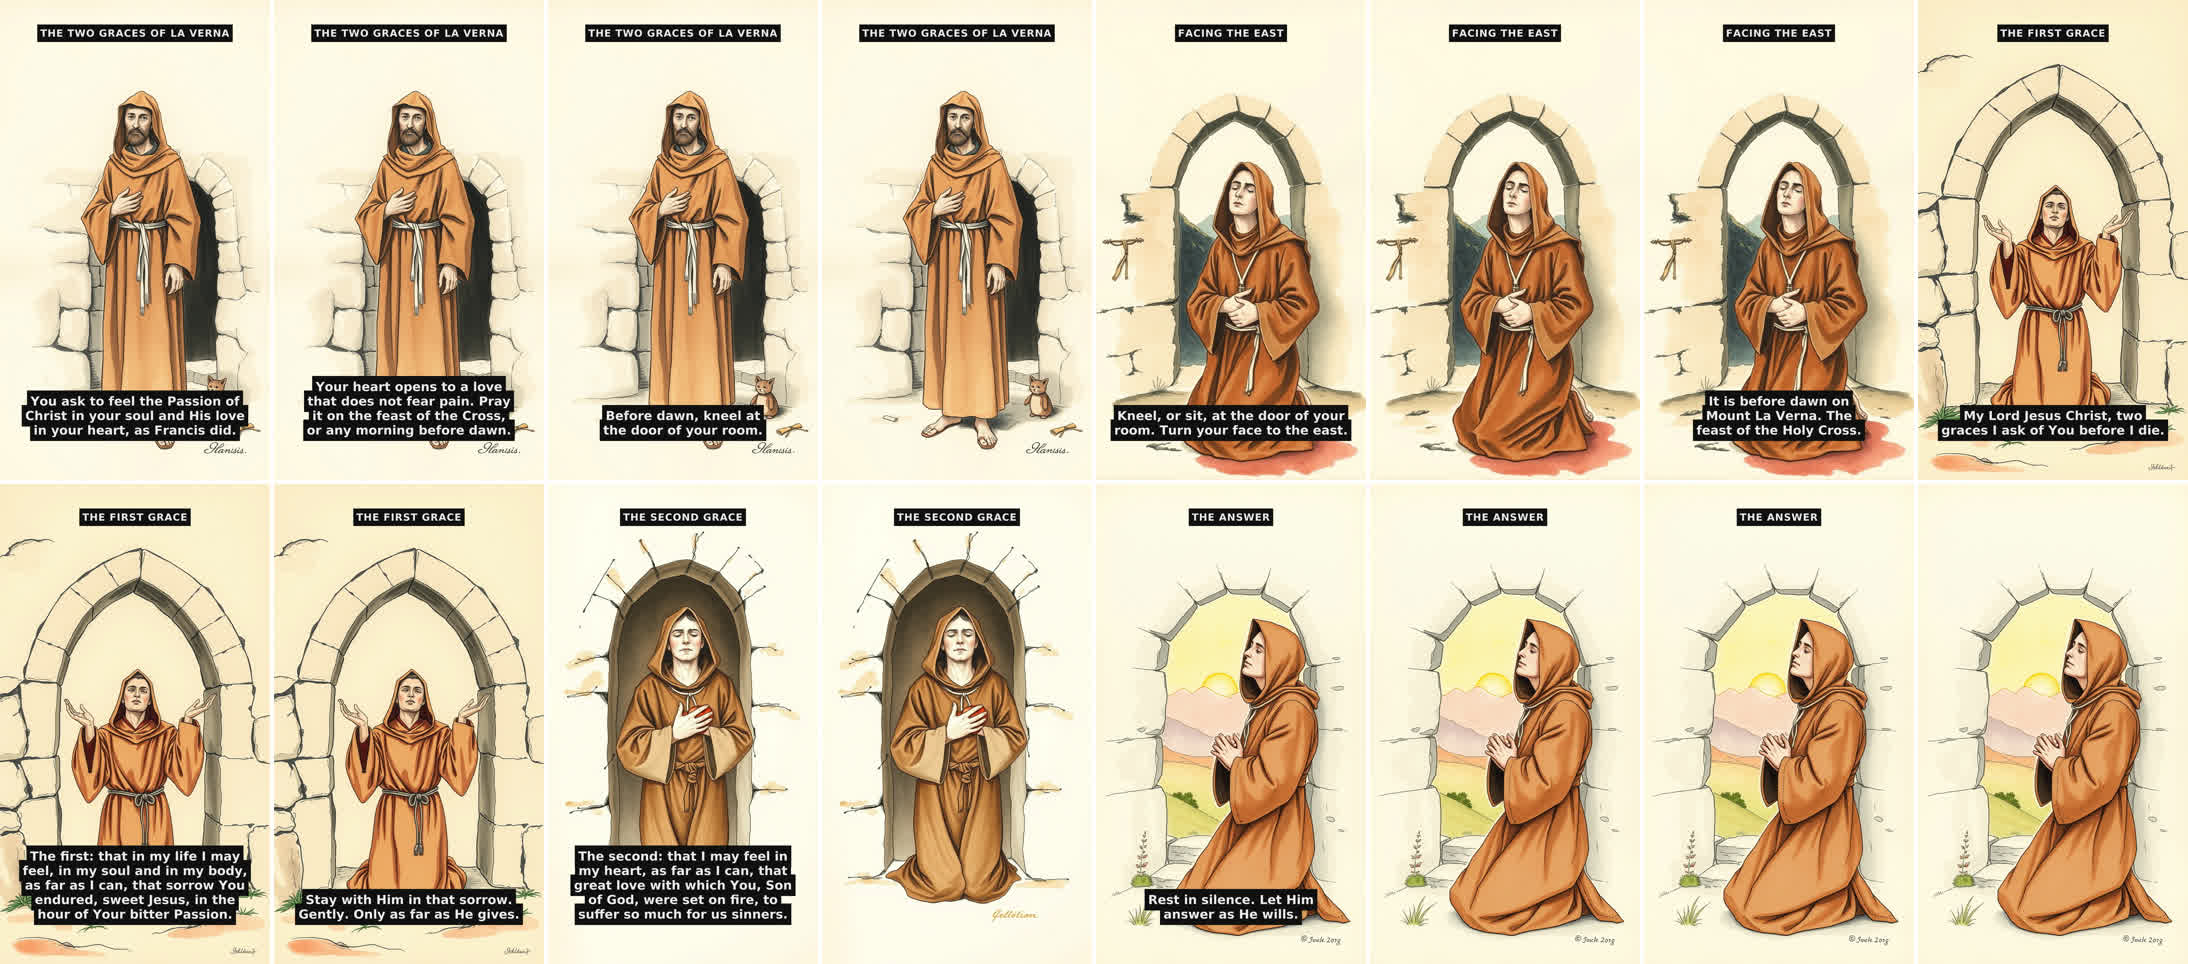 THE TWO GRACES OF LA VERNA
You ask to feel the Passion of
Christ in your soul and His love
in your heart, as Francis did.
THE TWO GRACES OF LA VERNA
Your heart opens to a love
that does not fear pain. Pray
it on the feast of the Cross,
or any morning before dawn.
THE TWO GRACES OF LA VERNA
Before dawn, kneel at
the door of your room.
THE TWO GRACES OF LA VERNA
FACING THE EAST
Kneel, or sit, at the door of your
room. Turn your face to the east.
FACING THE EAST
FACING THE EAST
It is before dawn on
Mount La Verna. The
feast of the Holy Cross.
THE FIRST GRACE
My Lord Jesus Christ, two
graces I ask of You before I die.
THE FIRST GRACE
The first: that in my life I may
feel, in my soul and in my body,
as far as I can, that sorrow You
endured, sweet Jesus, in the
hour of Your bitter Passion.
THE FIRST GRACE
Stay with Him in that sorrow.
Gently. Only as far as He gives.
THE SECOND GRACE
The second: that I may feel in
my heart, as far as I can, that
great love with which You, Son
of God, were set on fire, to
suffer so much for us sinners.
THE SECOND GRACE
THE ANSWER
Rest in silence. Let Him
answer as He wills.
THE ANSWER
THE ANSWER